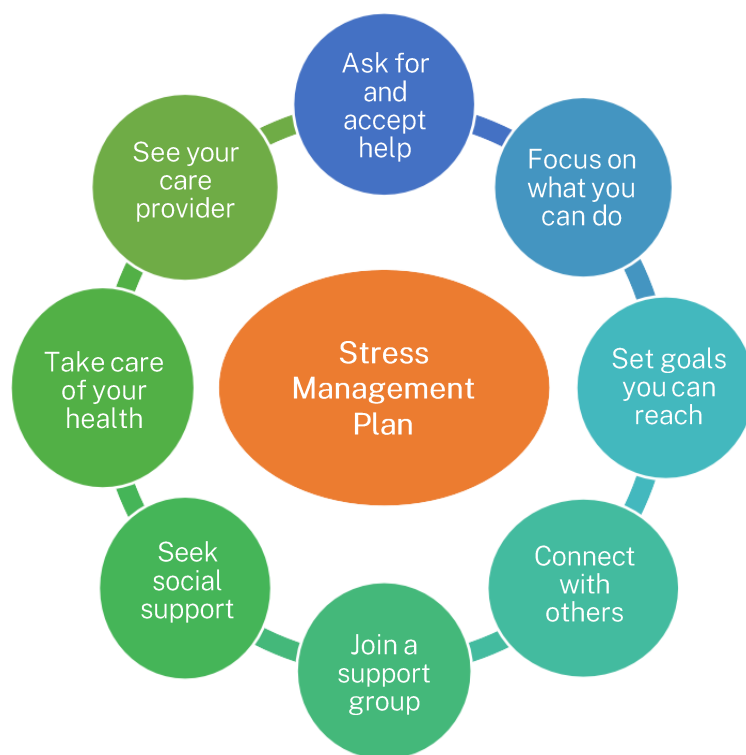 Ask for
and
accept
help
Focus on
what you
can do
Set goals
you can
reach
Connect
with
others
Join a
support
group
Seek
social
support
Take care
of your
health
See your
care
provider
Stress
Management
Plan